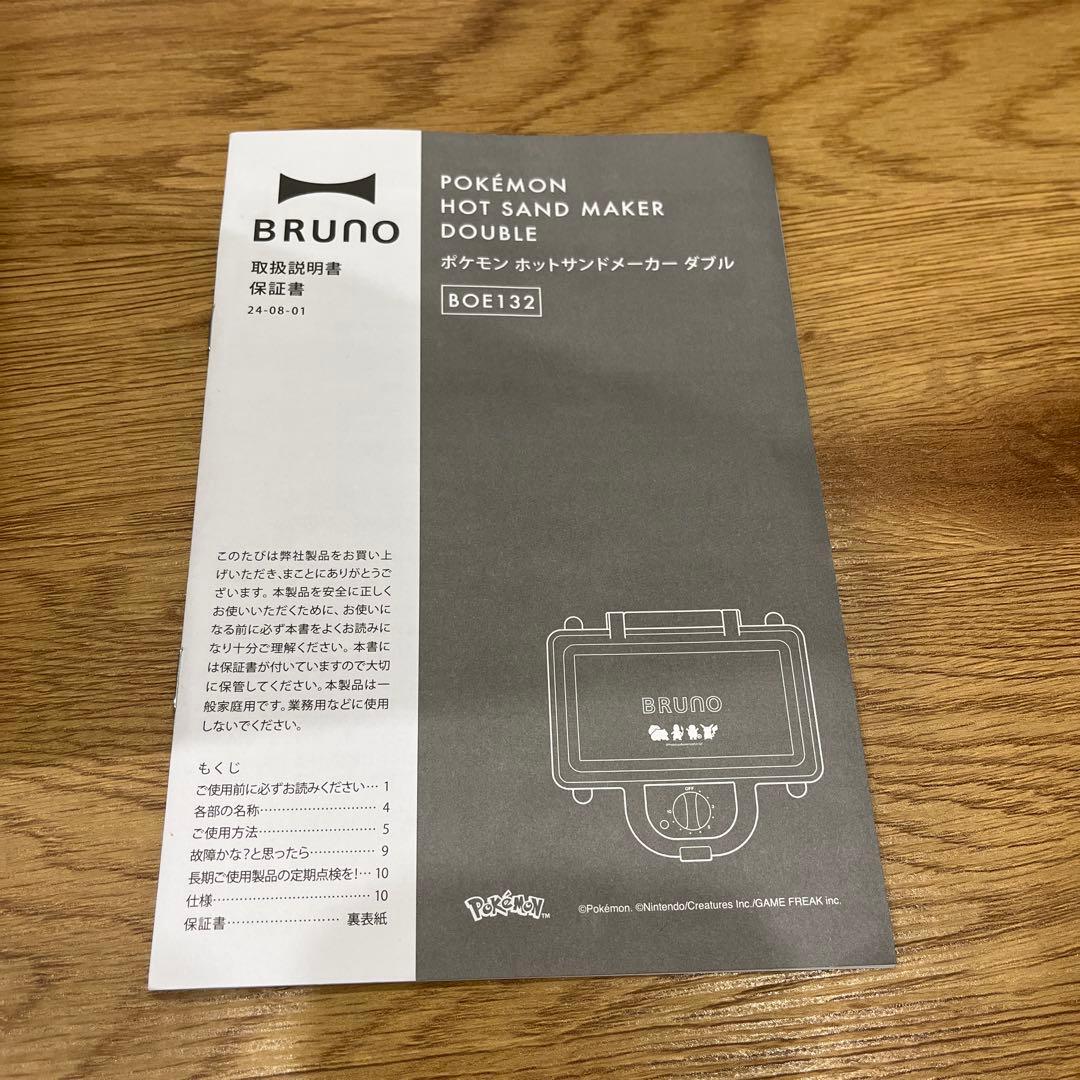 BRUNO
取扱説明書
保証書
24-08-01
POKÉMON
HOT SAND MAKER
DOUBLE
ポケモン ホットサンドメーカー ダブル
BOE132
このたびは弊社製品をお買い上
げいただき、まことにありがとうご
ざいます。本製品を安全に正しく
お使いいただくために、お使いに
なる前に必ず本書をよくお読みに
なり十分ご理解ください。本書に
は保証書が付いていますので大切
に保管してください。本製品は一
般家庭用です。業務用などに使用
しないでください。
もくじ
ご使用前に必ずお読みください… 1
各部の名称……………………… 4
ご使用方法……………………… 5
故障かな?と思ったら…………… 9
長期ご使用製品の定期点検を!… 10
仕様……………………………… 10
保証書…………………… 裏表紙
BRUNO
OFF
POKÉMON™
©Pokémon. ©Nintendo/Creatures Inc./GAME FREAK inc.